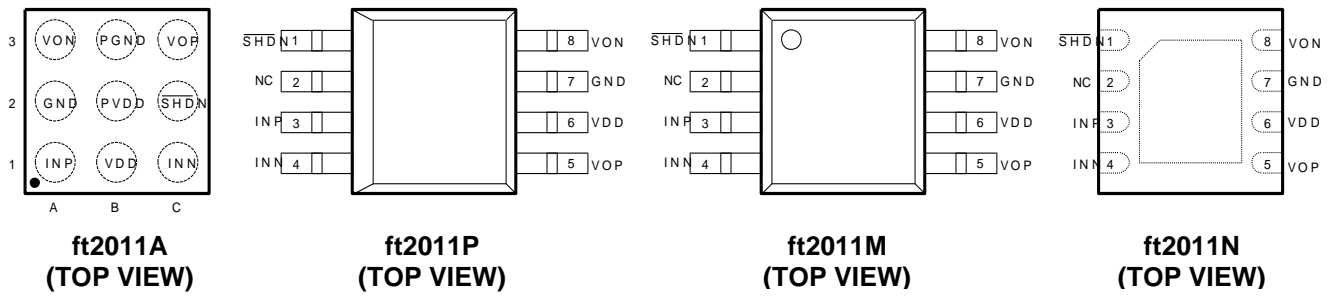 3 VON PGND VOP
2 GND PVDD SHDN
1 INP VDD INN
A B C
ft2011A
(TOP VIEW)
SHDN 1 8 VON
NC 2 7 GND
INP 3 6 VDD
INN 4 5 VOP
ft2011P
(TOP VIEW)
SHDN 1 8 VON
NC 2 7 GND
INP 3 6 VDD
INN 4 5 VOP
ft2011M
(TOP VIEW)
SHDN 1 8 VON
NC 2 7 GND
INP 3 6 VDD
INN 4 5 VOP
ft2011N
(TOP VIEW)